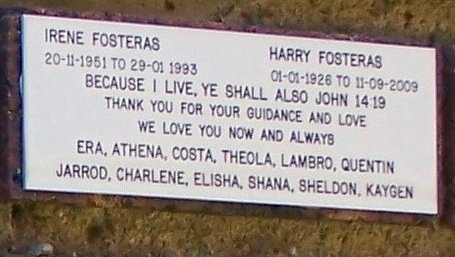 IRENE FOSTERAS HARRY FOSTERAS
20-11-1951 TO 29-01 1993 01-01-1926 TO 11-09-2009
BECAUSE I LIVE, YE SHALL ALSO JOHN 14:19
THANK YOU FOR YOUR GUIDANCE AND LOVE
WE LOVE YOU NOW AND ALWAYS
ERA, ATHENA, COSTA, THEOLA, LAMBRO, QUENTIN
JARROD, CHARLENE, ELISHA, SHANA, SHELDON, KAYGEN